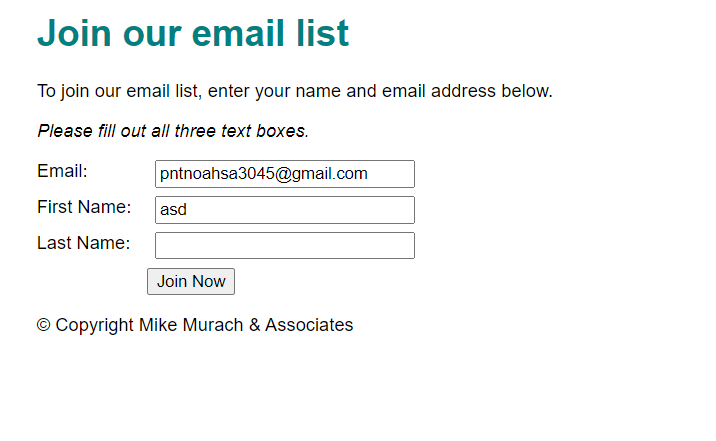 Join our email list
To join our email list, enter your name and email address below.
Please fill out all three text boxes.
Email: pntnoahsa3045@gmail.com
First Name: asd
Last Name:
Join Now
© Copyright Mike Murach & Associates